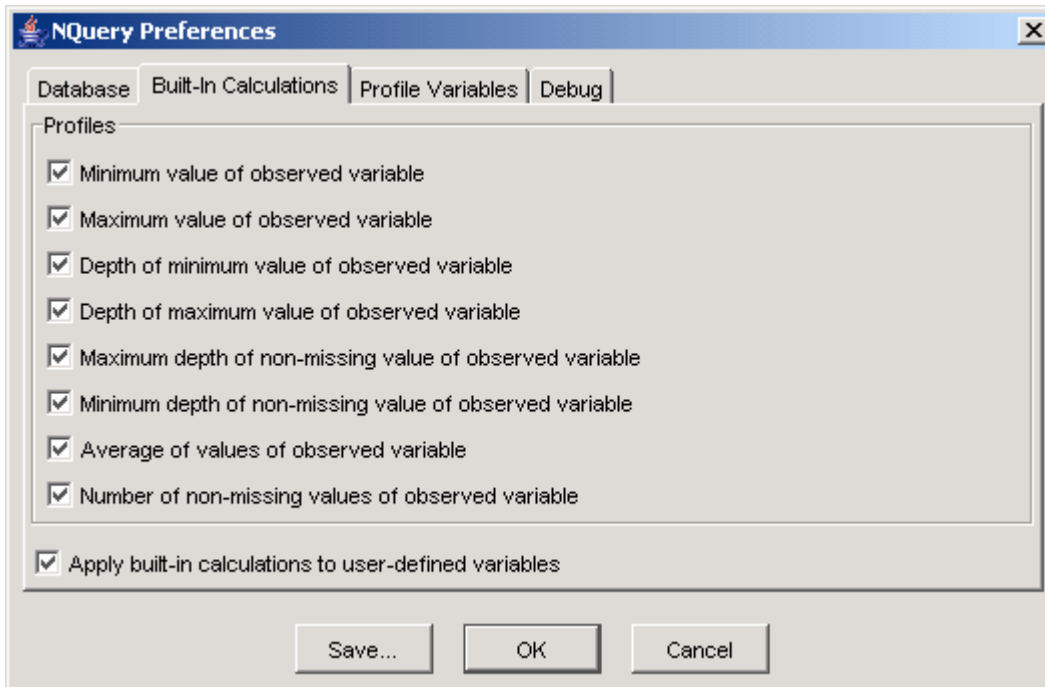 NQuery Preferences
Database Built-In Calculations Profile Variables Debug
Profiles
Minimum value of observed variable
Maximum value of observed variable
Depth of minimum value of observed variable
Depth of maximum value of observed variable
Maximum depth of non-missing value of observed variable
Minimum depth of non-missing value of observed variable
Average of values of observed variable
Number of non-missing values of observed variable
Apply built-in calculations to user-defined variables
Save... OK Cancel